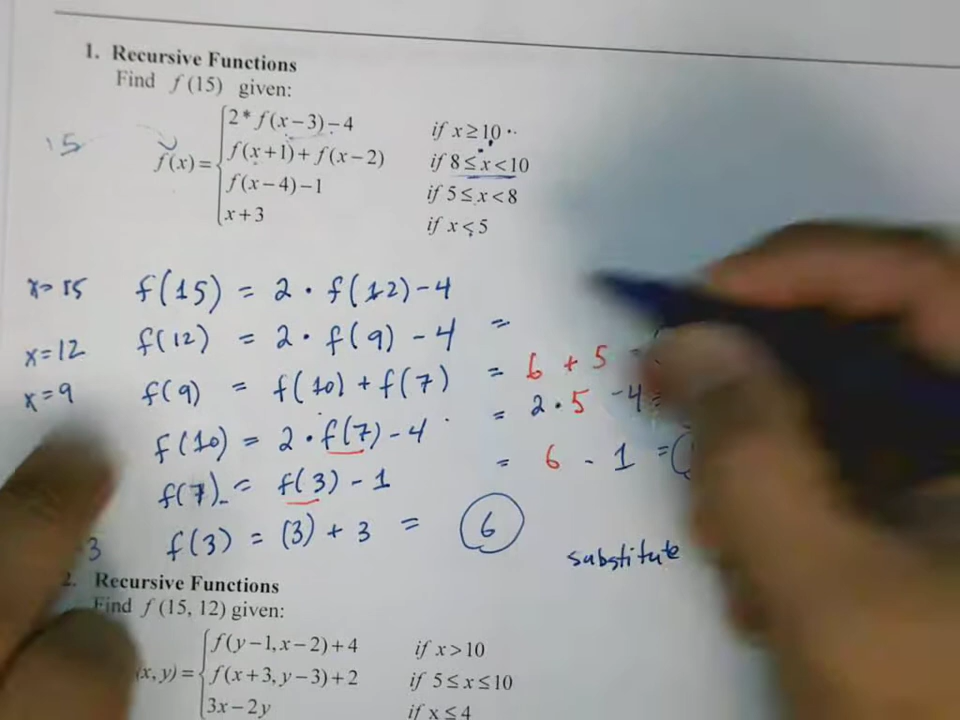 1. Recursive Functions
Find f(15) given:
15
f(x) = { 2* f(x−3)−4 if x≥10
f(x+1)+ f(x−2) if 8≤x<10
f(x−4)−1 if 5≤x<8
x+3 if x<5
x=15 f(15) = 2 · f(12) − 4
x=12 f(12) = 2 · f(9) − 4 =
x=9 f(9) = f(10) + f(7) = 6 + 5 =
f(10) = 2 · f(7) − 4 = 2 · 5 − 4 =
f(7) = f(3) − 1 = 6 − 1 =
3 f(3) = (3) + 3 = 6
substitute
2. Recursive Functions
Find f(15, 12) given:
(x, y) = { f(y−1, x−2)+4 if x>10
f(x+3, y−3)+2 if 5≤x≤10
3x−2y if x≤4